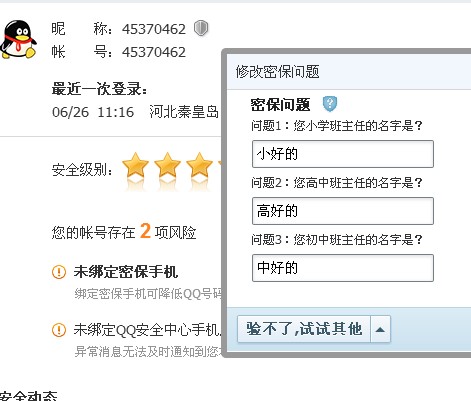 昵 称：45370462
帐 号：45370462
最近一次登录：
06/26 11:16 河北秦皇岛
安全级别：
您的帐号存在 2 项风险
未绑定密保手机
绑定密保手机可降低QQ号码
未绑定QQ安全中心手机
异常消息无法及时通知到您
安全动态
修改密保问题
密保问题 ?
问题1：您小学班主任的名字是？
小好的
问题2：您高中班主任的名字是？
高好的
问题3：您初中班主任的名字是？
中好的
验不了,试试其他